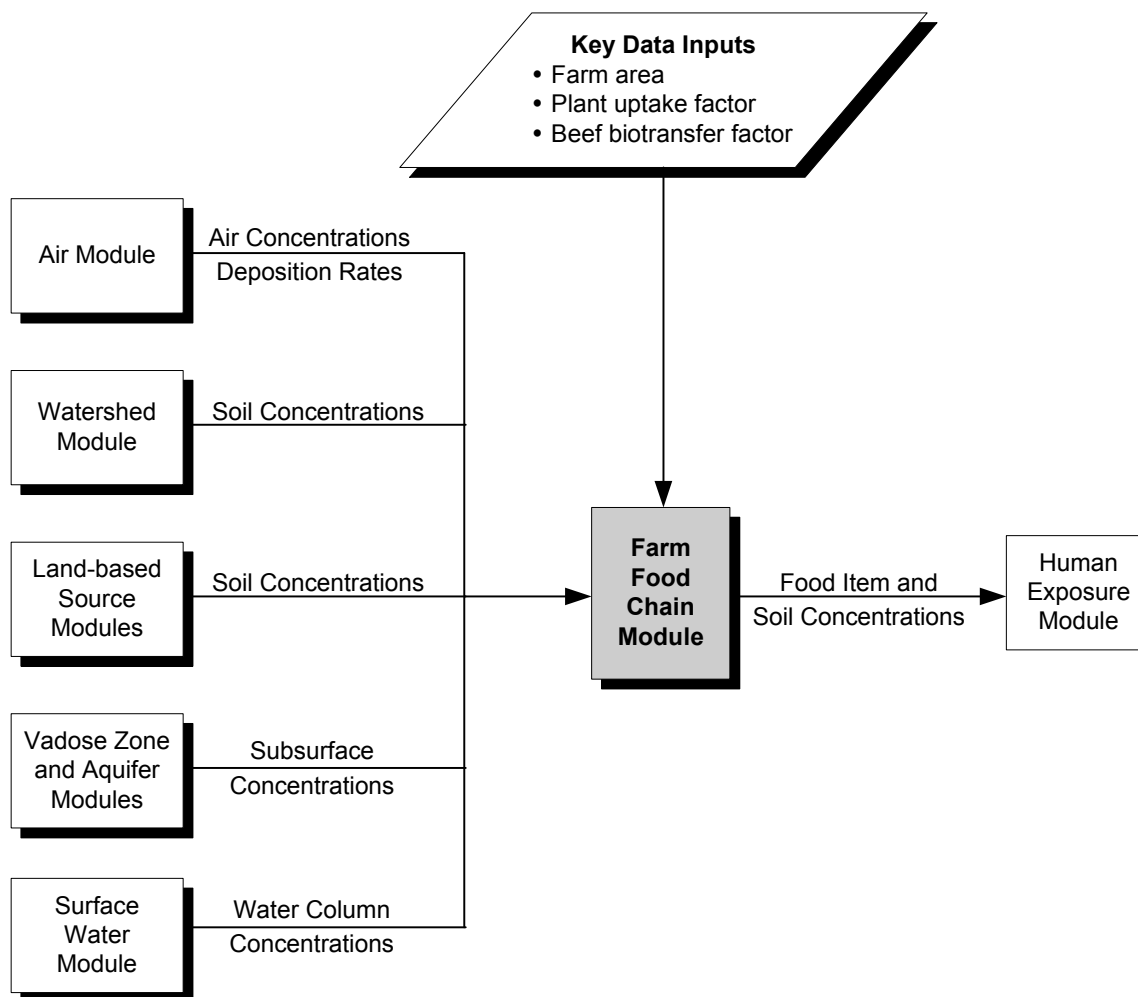 Key Data Inputs
• Farm area
• Plant uptake factor
• Beef biotransfer factor
Air Module
Air Concentrations
Deposition Rates
Watershed
Module
Soil Concentrations
Land-based
Source
Modules
Soil Concentrations
Farm
Food
Chain
Module
Food Item and
Soil Concentrations
Human
Exposure
Module
Vadose Zone
and Aquifer
Modules
Subsurface
Concentrations
Surface
Water
Module
Water Column
Concentrations